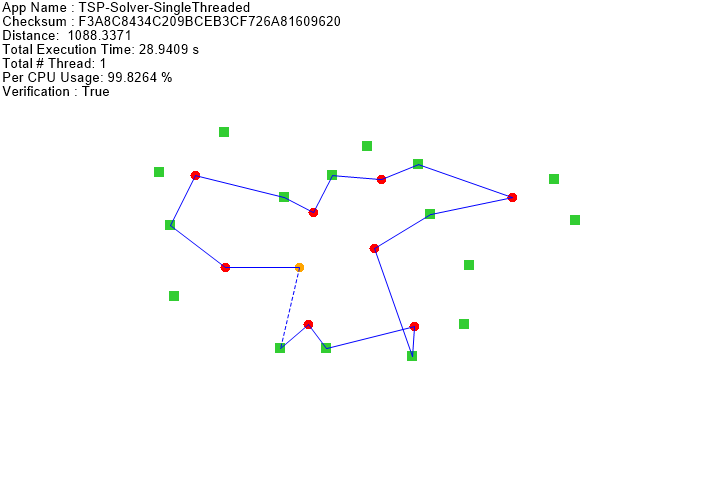 App Name : TSP-Solver-SingleThreaded
Checksum : F3A8C8434C209BCEB3CF726A81609620
Distance:  1088.3371
Total Execution Time: 28.9409 s
Total # Thread: 1
Per CPU Usage: 99.8264 %
Verification : True